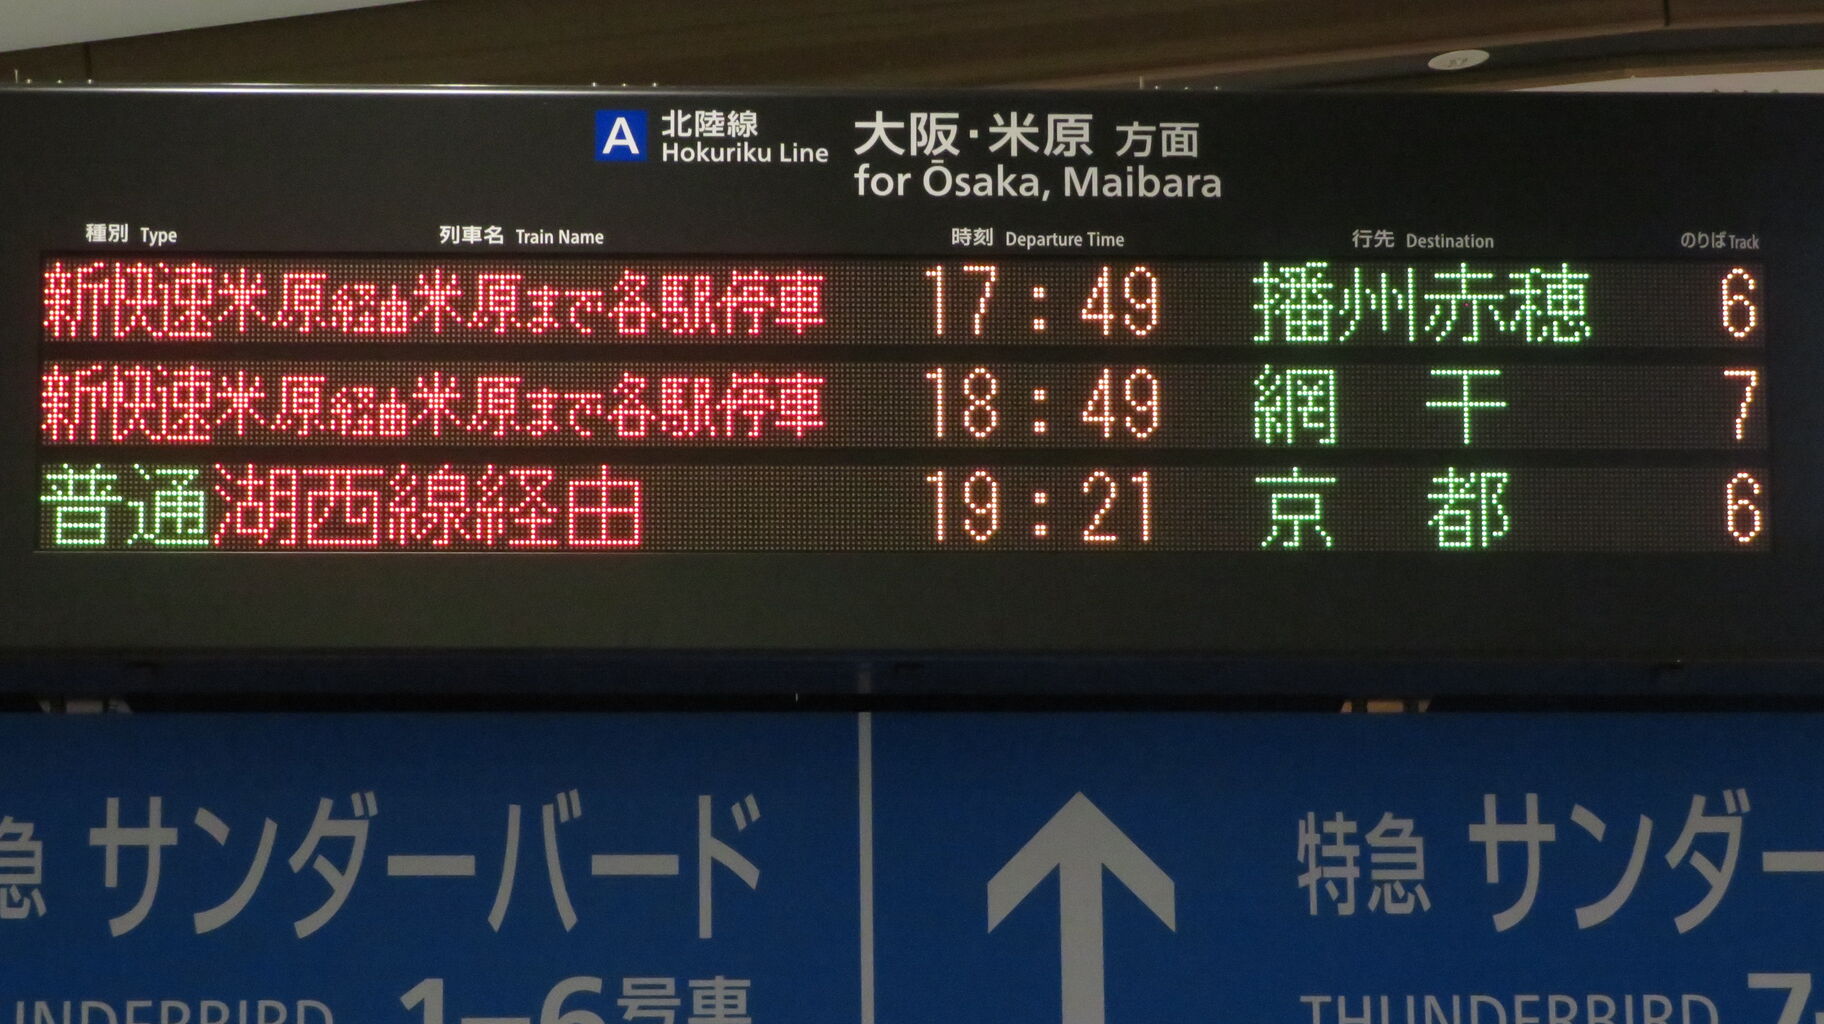 A 北陸線 大阪・米原 方面
Hokuriku Line for Ōsaka, Maibara
種別 Type 列車名 Train Name 時刻 Departure Time 行先 Destination のりば Track
新快速 米原経由米原まで各駅停車 17:49 播州赤穂 6
新快速 米原経由米原まで各駅停車 18:49 網干 7
普通 湖西線経由 19:21 京都 6
急 サンダーバード
UNDERBIRD 1–6号車
特急 サンダー
THUNDERBIRD 7-